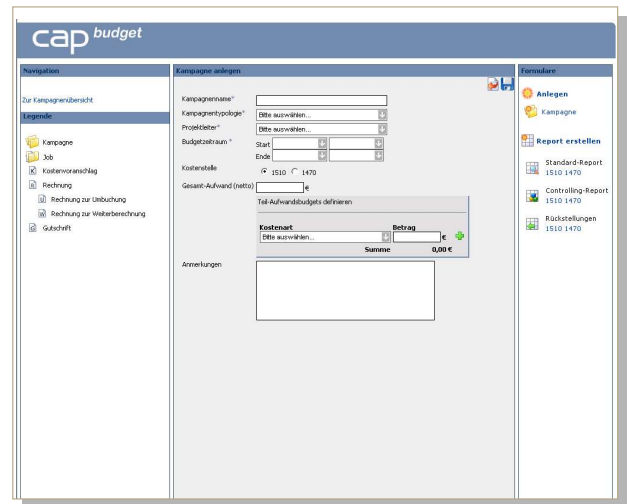 cap budget
Navigation
Zur Kampagnenübersicht
Legende
Kampagne
Job
Kostenvoranschlag
Rechnung
Rechnung zur Umbuchung
Rechnung zur Weiterberechnung
Gutschrift
Kampagne anlegen
Kampagnenname*
Kampagnentypologie* Bitte auswählen...
Projektleiter* Bitte auswählen...
Budgetzeitraum * Start
Ende
Kostenstelle 1510 1470
Gesamt-Aufwand (netto) €
Teil-Aufwandsbudgets definieren
Kostenart Betrag
Bitte auswählen... €
Summe 0,00 €
Anmerkungen
Formulare
Anlegen
Kampagne
Report erstellen
Standard-Report
1510 1470
Controlling-Report
1510 1470
Rückstellungen
1510 1470